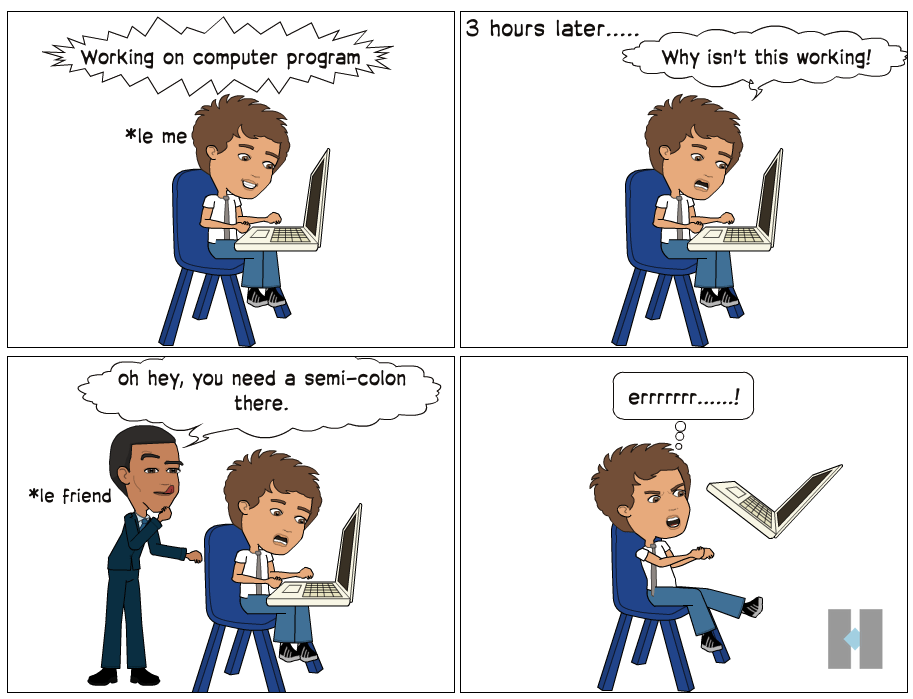 Working on computer program
*le me
3 hours later.....
Why isn't this working!
oh hey, you need a semi-colon
there.
*le friend
errrrrrr......!